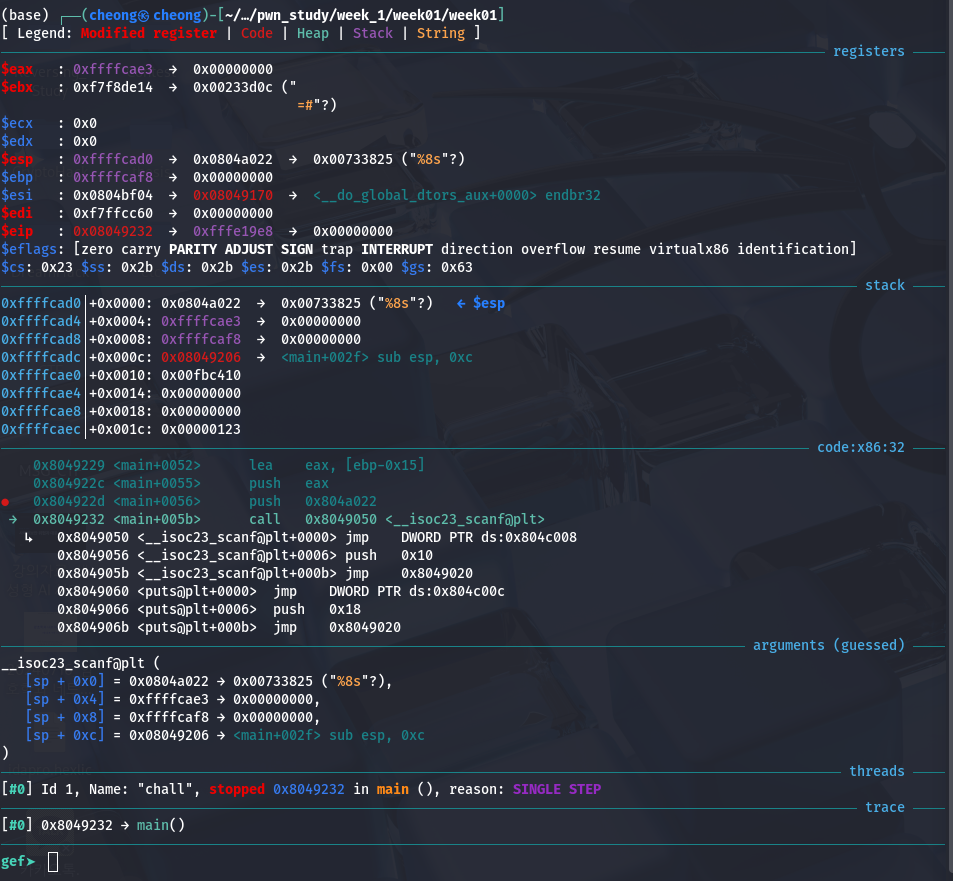 (base) ┌──(cheong㉿ cheong)-[~/…/pwn_study/week_1/week01/week01]
[ Legend: Modified register | Code | Heap | Stack | String ]
registers
$eax   : 0xffffcae3  →  0x00000000
$ebx   : 0xf7f8de14  →  0x00233d0c ("
=#"?)
$ecx   : 0x0
$edx   : 0x0
$esp   : 0xffffcad0  →  0x0804a022  →  0x00733825 ("%8s"?)
$ebp   : 0xffffcaf8  →  0x00000000
$esi   : 0x0804bf04  →  0x08049170  →  <__do_global_dtors_aux+0000> endbr32
$edi   : 0xf7ffcc60  →  0x00000000
$eip   : 0x08049232  →  0xfffe19e8  →  0x00000000
$eflags: [zero carry PARITY ADJUST SIGN trap INTERRUPT direction overflow resume virtualx86 identification]
$cs: 0x23 $ss: 0x2b $ds: 0x2b $es: 0x2b $fs: 0x00 $gs: 0x63
stack
0xffffcad0│+0x0000: 0x0804a022  →  0x00733825 ("%8s"?)   ← $esp
0xffffcad4│+0x0004: 0xffffcae3  →  0x00000000
0xffffcad8│+0x0008: 0xffffcaf8  →  0x00000000
0xffffcadc│+0x000c: 0x08049206  →  <main+002f> sub esp, 0xc
0xffffcae0│+0x0010: 0x00fbc410
0xffffcae4│+0x0014: 0x00000000
0xffffcae8│+0x0018: 0x00000000
0xffffcaec│+0x001c: 0x00000123
code:x86:32
0x8049229 <main+0052>      lea    eax, [ebp-0x15]
0x804922c <main+0055>      push   eax
● 0x804922d <main+0056>      push   0x804a022
→ 0x8049232 <main+005b>      call   0x8049050 <__isoc23_scanf@plt>
↳ 0x8049050 <__isoc23_scanf@plt+0000> jmp    DWORD PTR ds:0x804c008
0x8049056 <__isoc23_scanf@plt+0006> push   0x10
0x804905b <__isoc23_scanf@plt+000b> jmp    0x8049020
0x8049060 <puts@plt+0000>  jmp    DWORD PTR ds:0x804c00c
0x8049066 <puts@plt+0006>  push   0x18
0x804906b <puts@plt+000b>  jmp    0x8049020
arguments (guessed)
__isoc23_scanf@plt (
[sp + 0x0] = 0x0804a022 → 0x00733825 ("%8s"?),
[sp + 0x4] = 0xffffcae3 → 0x00000000,
[sp + 0x8] = 0xffffcaf8 → 0x00000000,
[sp + 0xc] = 0x08049206 → <main+002f> sub esp, 0xc
)
threads
[#0] Id 1, Name: "chall", stopped 0x8049232 in main (), reason: SINGLE STEP
trace
[#0] 0x8049232 → main()
gef➤